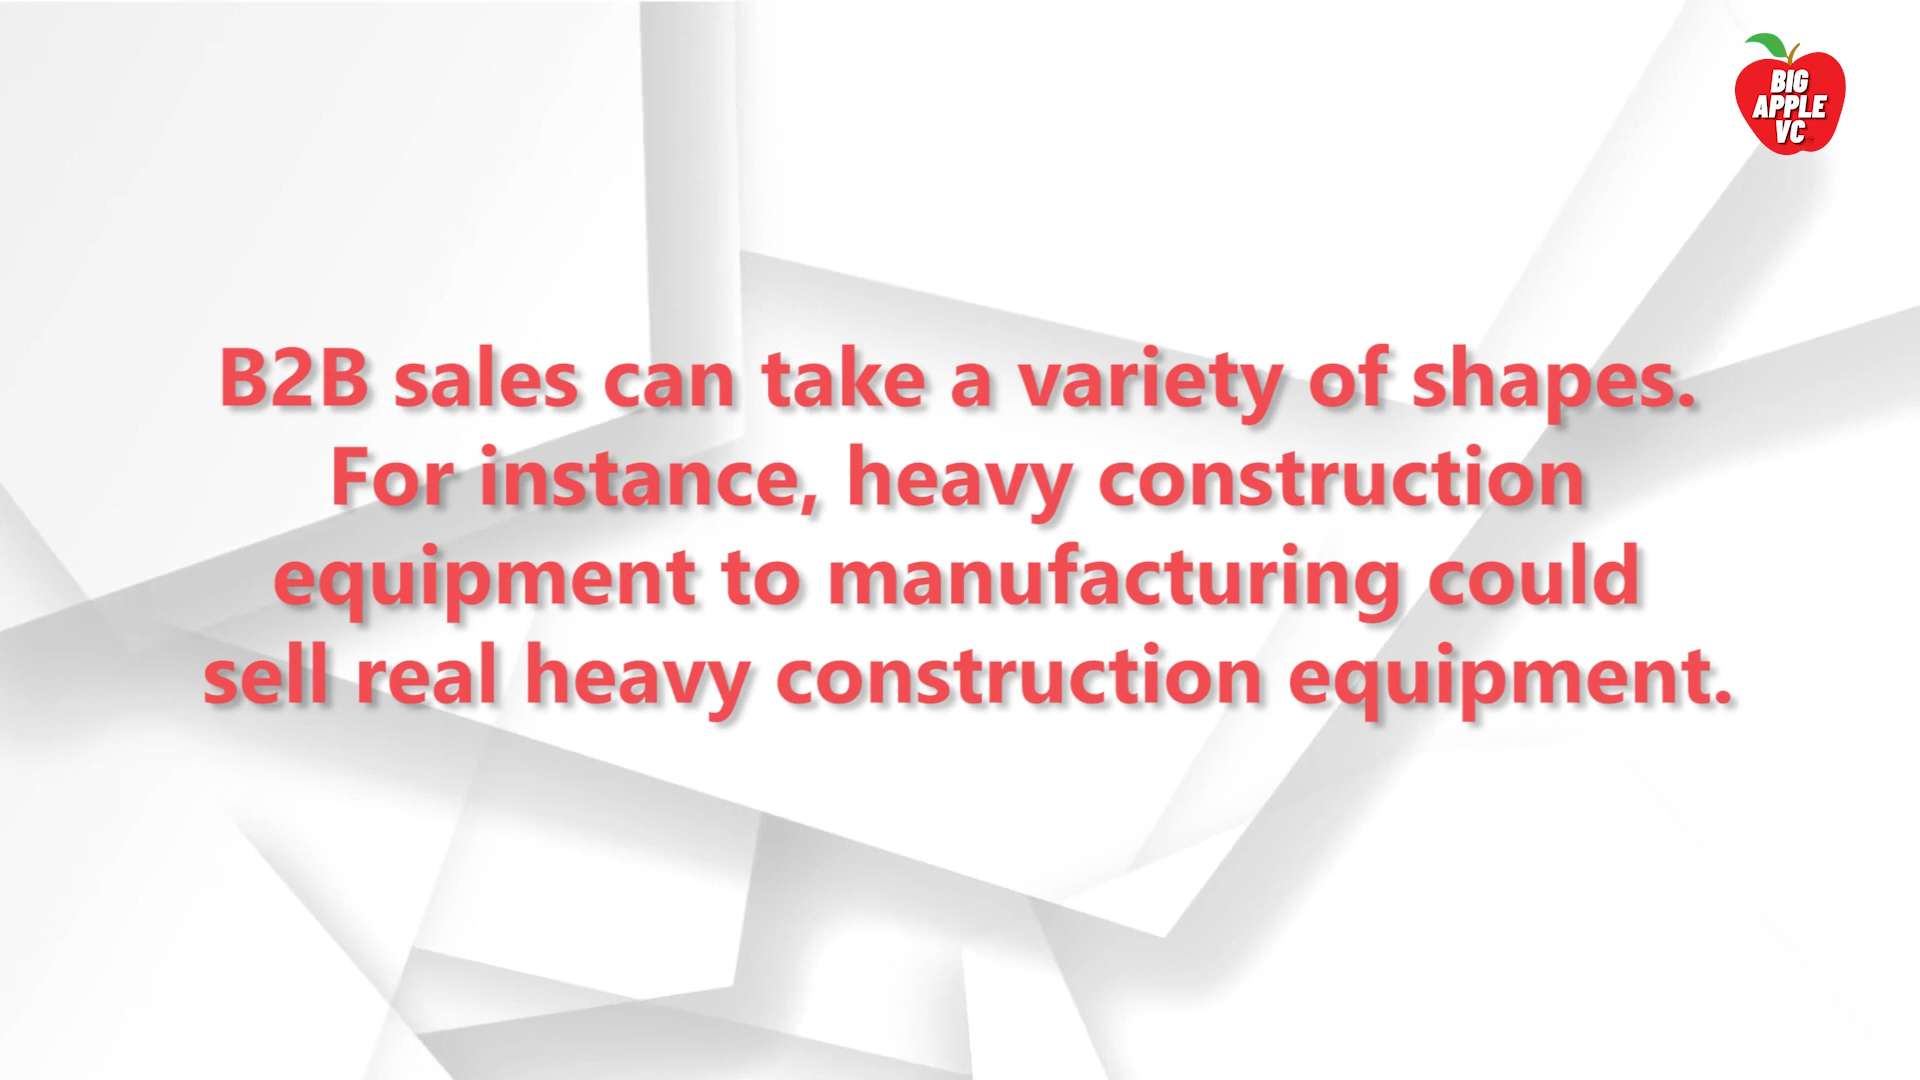 BIG
APPLE
VC
B2B sales can take a variety of shapes.
For instance, heavy construction
equipment to manufacturing could
sell real heavy construction equipment.